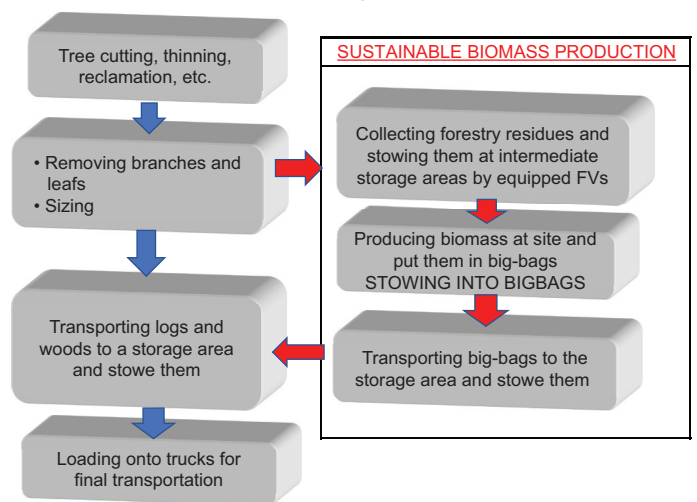 Tree cutting, thinning,
reclamation, etc.
• Removing branches and
leafs
• Sizing
Transporting logs and
woods to a storage area
and stowe them
Loading onto trucks for
final transportation
SUSTAINABLE BIOMASS PRODUCTION
Collecting forestry residues and
stowing them at intermediate
storage areas by equipped FVs
Producing biomass at site and
put them in big-bags
STOWING INTO BIGBAGS
Transporting big-bags to the
storage area and stowe them